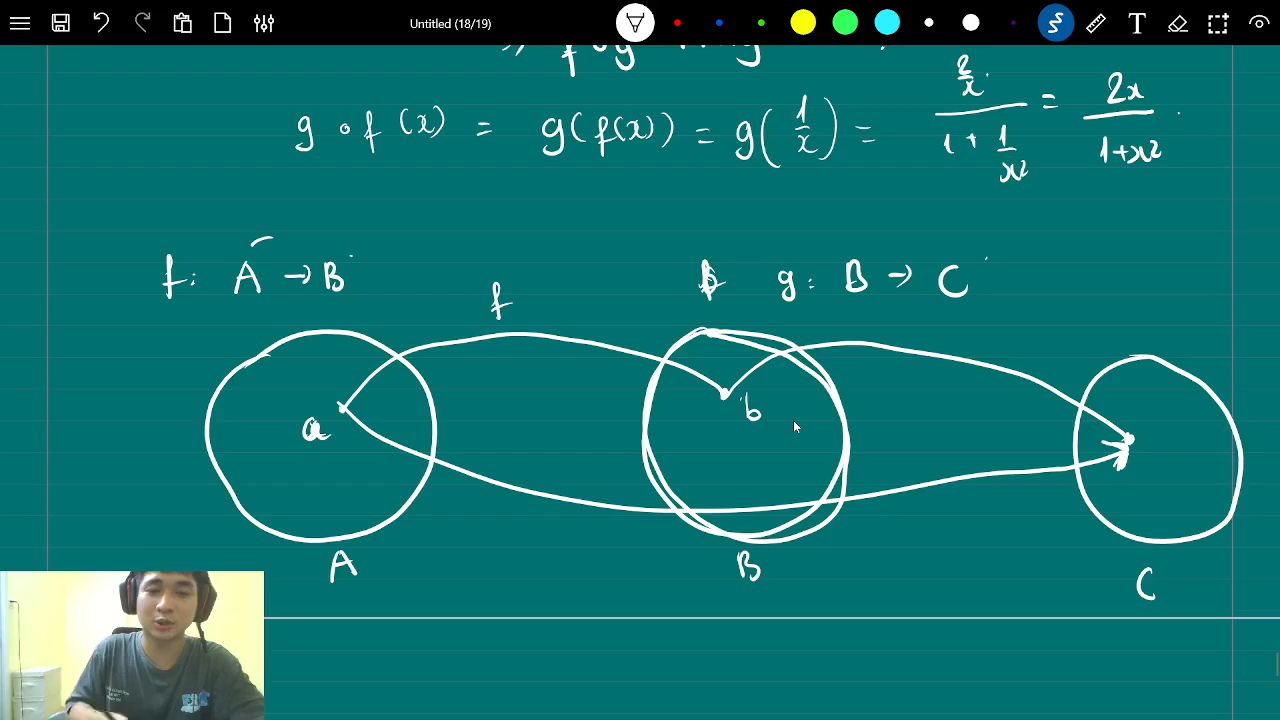 Untitled (18/19)
g ∘ f (x) = g(f(x)) = g(1/x) = (2/x)/(1 + 1/x²) = 2x/(1+x²)
f: A → B g: B → C
f
a b
A B C